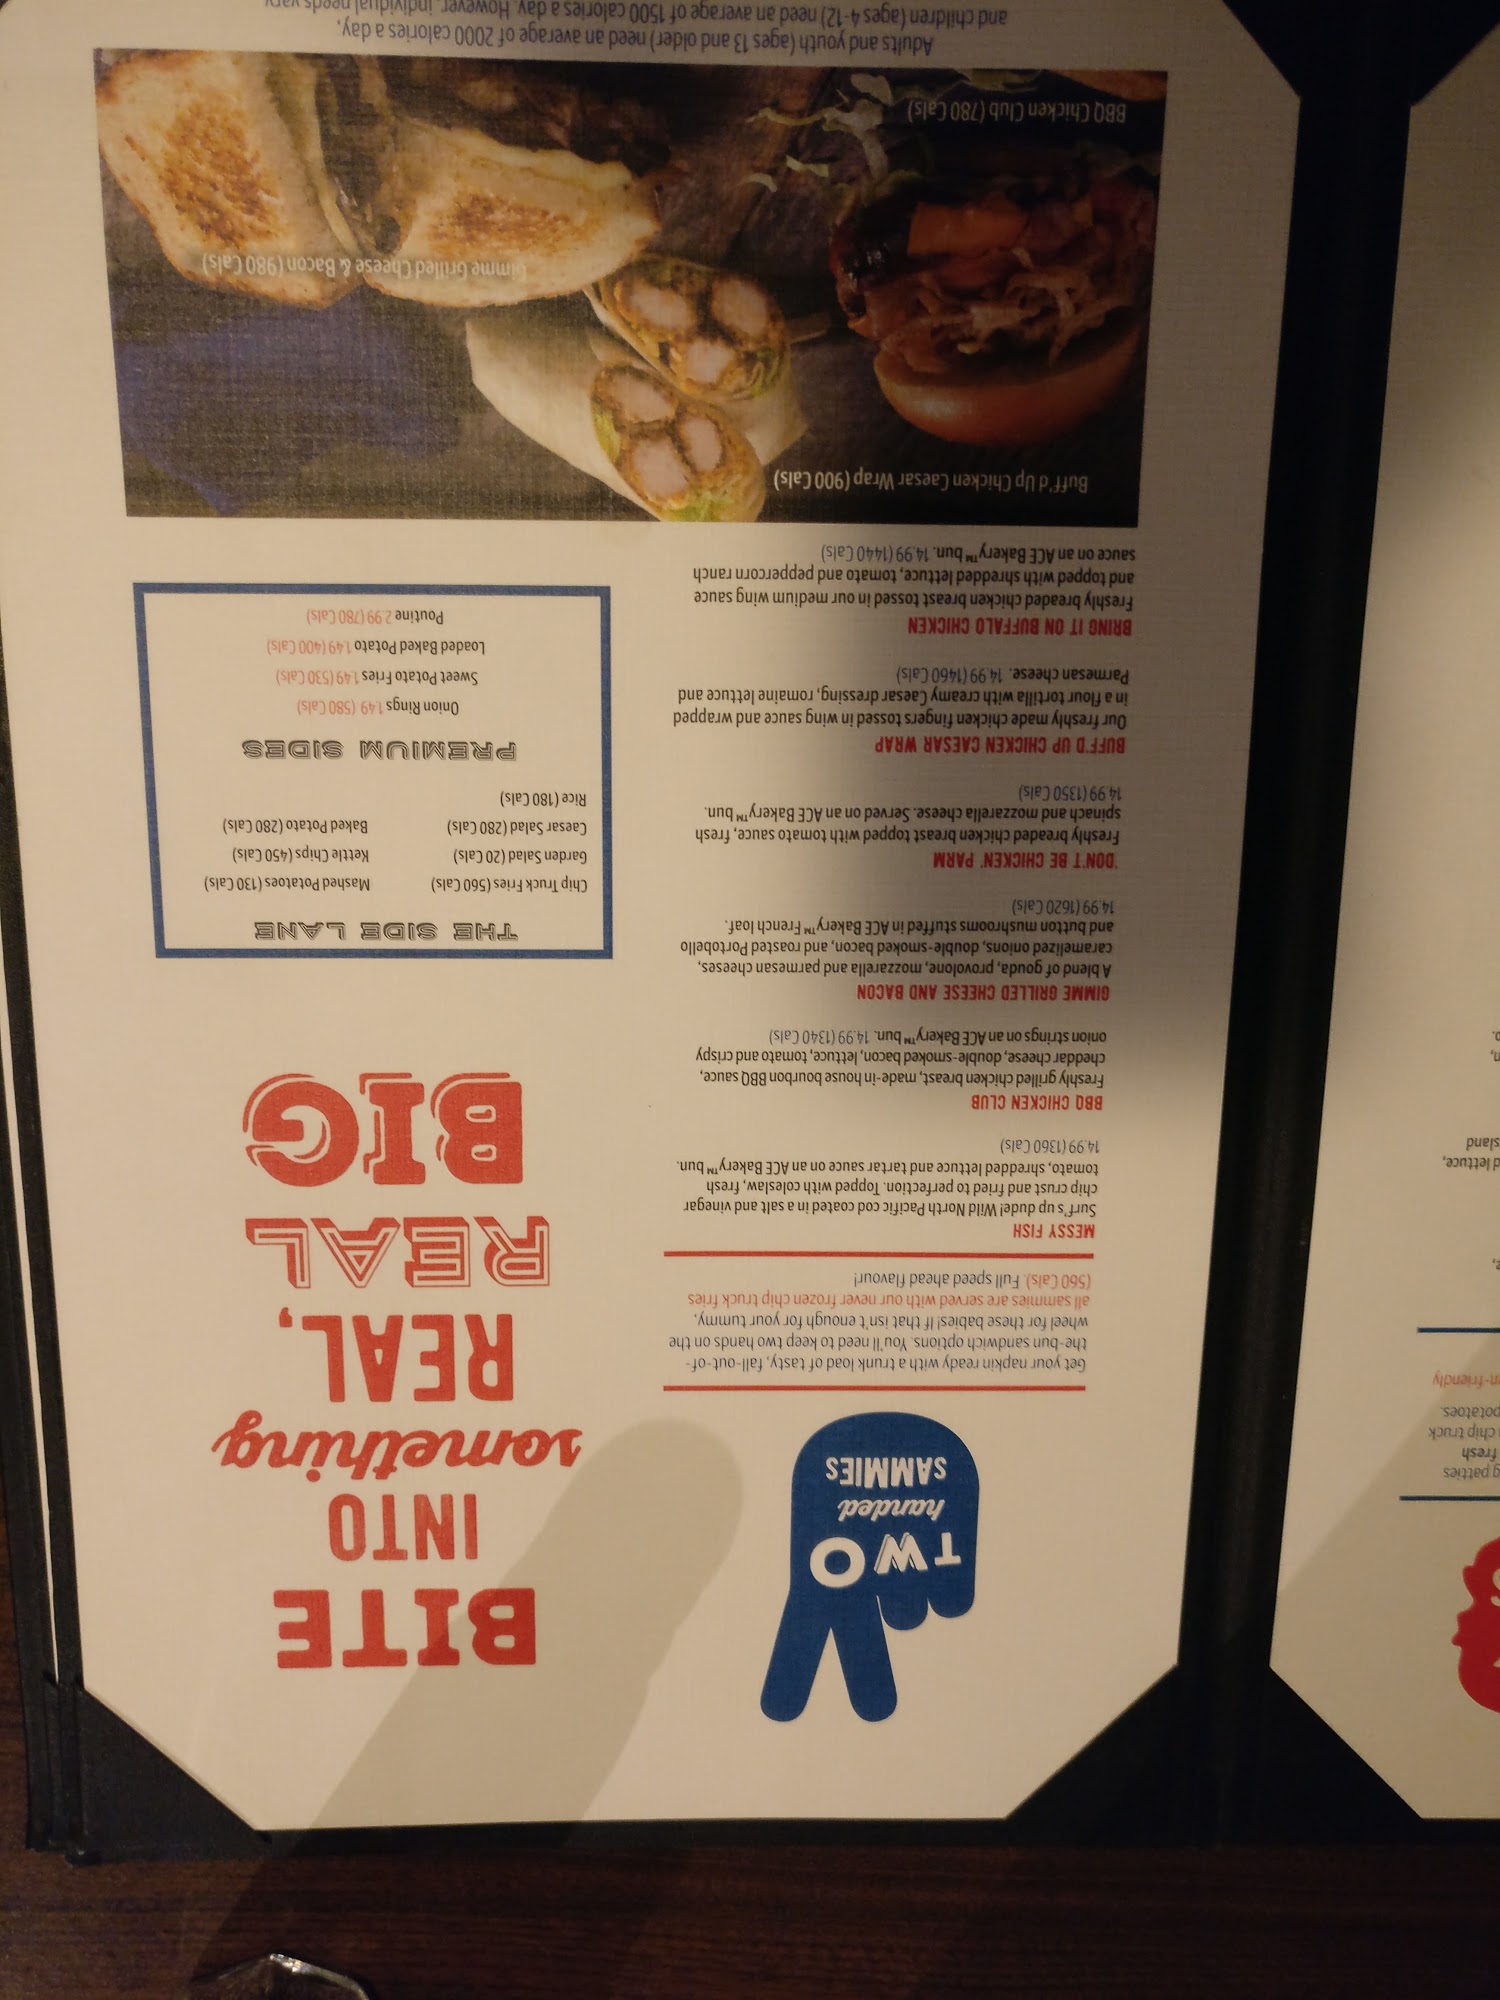 TWO
handed
SAMMIES
Get your napkin ready with a trunk load of tasty, fall-out-of-
the-bun sandwich options. You'll need to keep two hands on the
wheel for these babies! If that isn't enough for your tummy,
all sammies are served with our never frozen chip truck fries
(560 Cals). Full speed ahead flavour!
MESSY FISH
Surf's up dude! Wild North Pacific cod coated in a salt and vinegar
chip crust and fried to perfection. Topped with coleslaw, fresh
tomato, shredded lettuce and tartar sauce on an ACE Bakery™ bun.
14.99 (1360 Cals)
BBQ CHICKEN CLUB
Freshly grilled chicken breast, made-in house bourbon BBQ sauce,
cheddar cheese, double-smoked bacon, lettuce, tomato and crispy
onion strings on an ACE Bakery™ bun. 14.99 (1340 Cals)
GIMME GRILLED CHEESE AND BACON
A blend of gouda, provolone, mozzarella and parmesan cheeses,
caramelized onions, double-smoked bacon, and roasted Portobello
and button mushrooms stuffed in ACE Bakery™ French loaf.
14.99 (1620 Cals)
'DON'T BE CHICKEN' PARM
Freshly breaded chicken breast topped with tomato sauce, fresh
spinach and mozzarella cheese. Served on an ACE Bakery™ bun.
14.99 (1350 Cals)
BUFF'D UP CHICKEN CAESAR WRAP
Our freshly made chicken fingers tossed in wing sauce and wrapped
in a flour tortilla with creamy Caesar dressing, romaine lettuce and
Parmesan cheese. 14.99 (1460 Cals)
BRING IT ON BUFFALO CHICKEN
Freshly breaded chicken breast tossed in our medium wing sauce
and topped with shredded lettuce, tomato and peppercorn ranch
sauce on an ACE Bakery™ bun. 14.99 (1440 Cals)
BITE
INTO
something
REAL,
REAL
BIG
THE SIDE LANE
Chip Truck Fries (560 Cals) Mashed Potatoes (130 Cals)
Garden Salad (20 Cals) Kettle Chips (450 Cals)
Caesar Salad (280 Cals) Baked Potato (280 Cals)
Rice (180 Cals)
PREMIUM SIDES
Onion Rings 1.49 (580 Cals)
Sweet Potato Fries 1.49 (530 Cals)
Loaded Baked Potato 1.49 (400 Cals)
Poutine 2.99 (780 Cals)
Buff'd Up Chicken Caesar Wrap (900 Cals)
Gimme Grilled Cheese & Bacon (980 Cals)
BBQ Chicken Club (780 Cals)
Adults and youth (ages 13 and older) need an average of 2000 calories a day,
and children (ages 4-12) need an average of 1500 calories a day. However, individual needs vary.
patties
fresh
chip truck
potatoes.
n-friendly
lettuce,
island